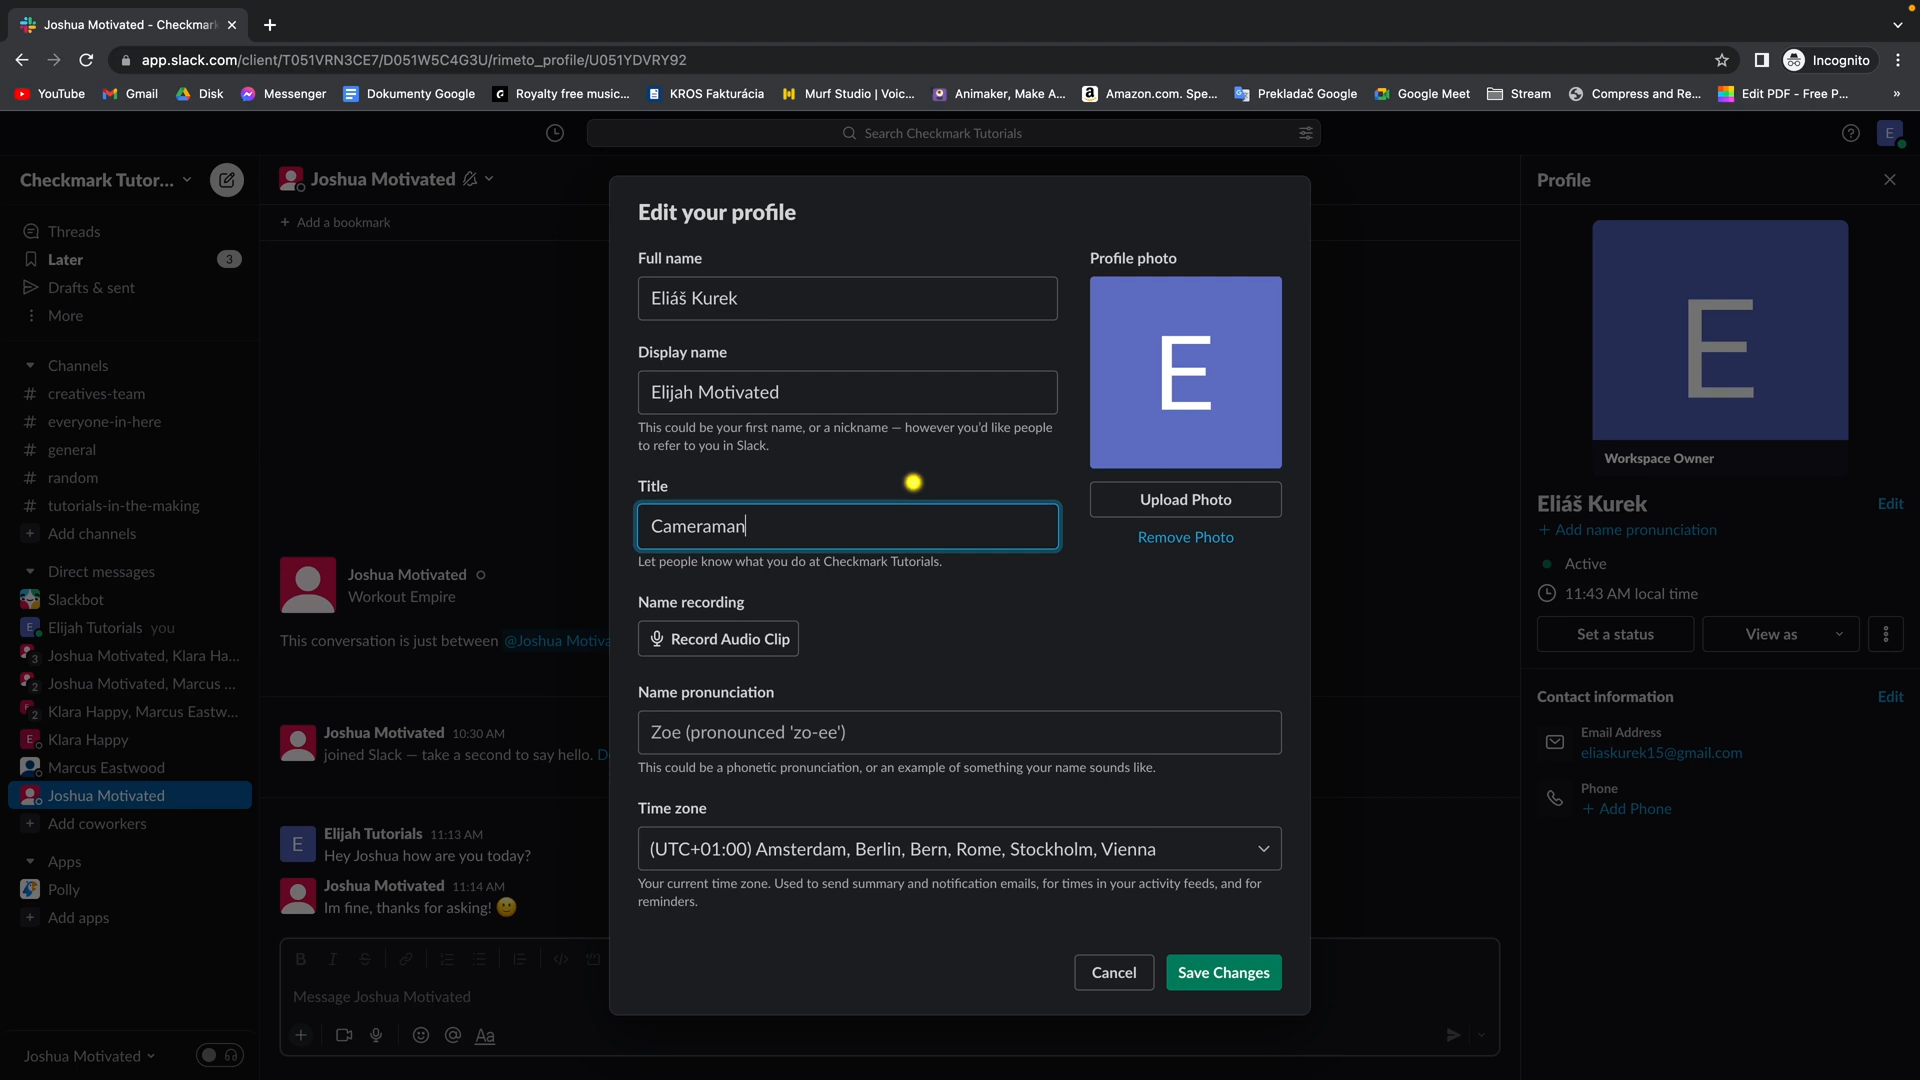 Joshua Motivated - Checkmar
app.slack.com/client/T051VRN3CE7/D051W5C4G3U/rimeto_profile/U051YDVRY92
Incognito
YouTube
Gmail
Disk
Messenger
Dokumenty Google
Royalty free music...
KROS Fakturácia
Murf Studio | Voic...
Animaker, Make A...
Amazon.com. Spe...
Prekladač Google
Google Meet
Stream
Compress and Re...
Edit PDF - Free P...
»
Search Checkmark Tutorials
E
Checkmark Tutor...
Threads
Later 3
Drafts & sent
More
Channels
# creatives-team
# everyone-in-here
# general
# random
# tutorials-in-the-making
+ Add channels
Direct messages
Slackbot
E Elijah Tutorials you
3 Joshua Motivated, Klara Ha...
2 Joshua Motivated, Marcus ...
2 Klara Happy, Marcus Eastw...
E Klara Happy
Marcus Eastwood
Joshua Motivated
+ Add coworkers
Apps
Polly
+ Add apps
Joshua Motivated
Joshua Motivated
+ Add a bookmark
Joshua Motivated
Workout Empire
This conversation is just between @Joshua Motiva
Joshua Motivated 10:30 AM
joined Slack — take a second to say hello.
E
Elijah Tutorials 11:13 AM
Hey Joshua how are you today?
Joshua Motivated 11:14 AM
Im fine, thanks for asking! 🙂
B I S
Message Joshua Motivated
+ @ Aa
Edit your profile
Full name
Eliáš Kurek
Display name
Elijah Motivated
This could be your first name, or a nickname — however you'd like people
to refer to you in Slack.
Title
Cameraman
Let people know what you do at Checkmark Tutorials.
Profile photo
E
Upload Photo
Remove Photo
Name recording
Record Audio Clip
Name pronunciation
Zoe (pronounced 'zo-ee')
This could be a phonetic pronunciation, or an example of something your name sounds like.
Time zone
(UTC+01:00) Amsterdam, Berlin, Bern, Rome, Stockholm, Vienna
Your current time zone. Used to send summary and notification emails, for times in your activity feeds, and for
reminders.
Cancel
Save Changes
Profile
E
Workspace Owner
Eliáš Kurek Edit
+ Add name pronunciation
Active
11:43 AM local time
Set a status
View as
Contact information Edit
Email Address
eliaskurek15@gmail.com
Phone
+ Add Phone